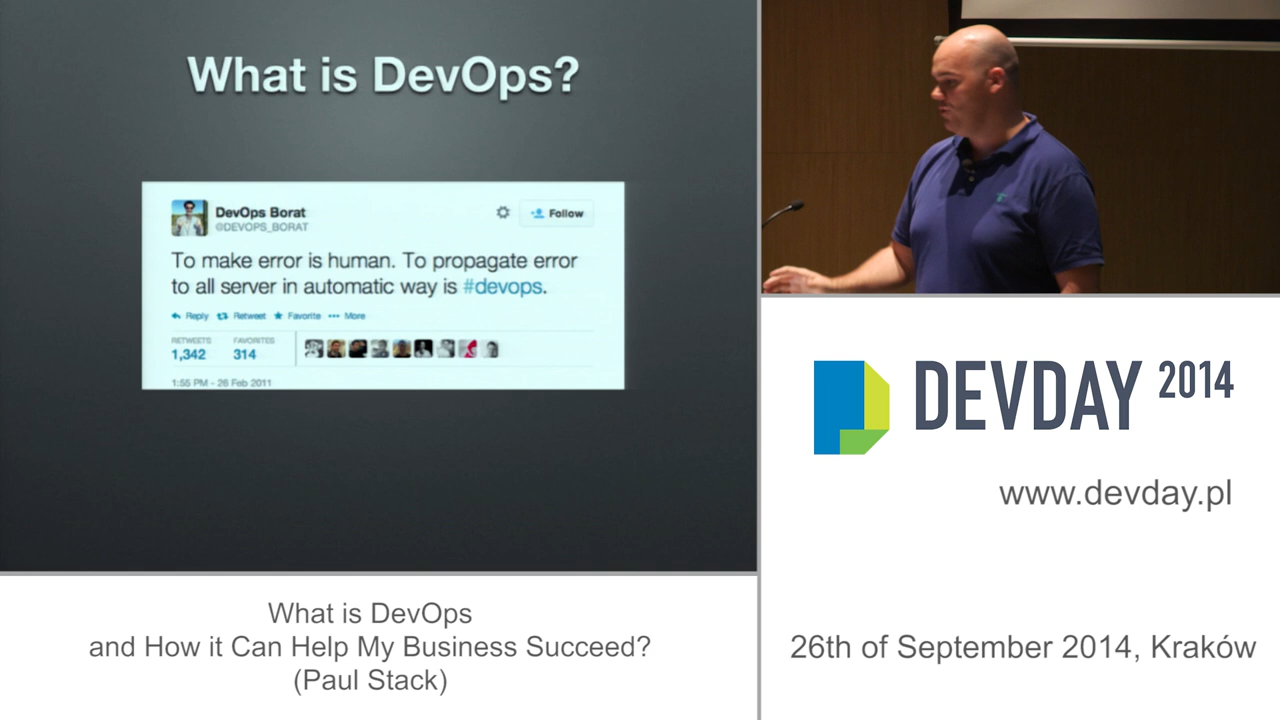 What is DevOps?
DevOps Borat
@DEVOPS_BORAT
Follow
To make error is human. To propagate error
to all server in automatic way is #devops.
Reply Retweet Favorite More
RETWEETS FAVORITES
1,342 314
1:55 PM - 26 Feb 2011
What is DevOps
and How it Can Help My Business Succeed?
(Paul Stack)
DEVDAY 2014
www.devday.pl
26th of September 2014, Kraków